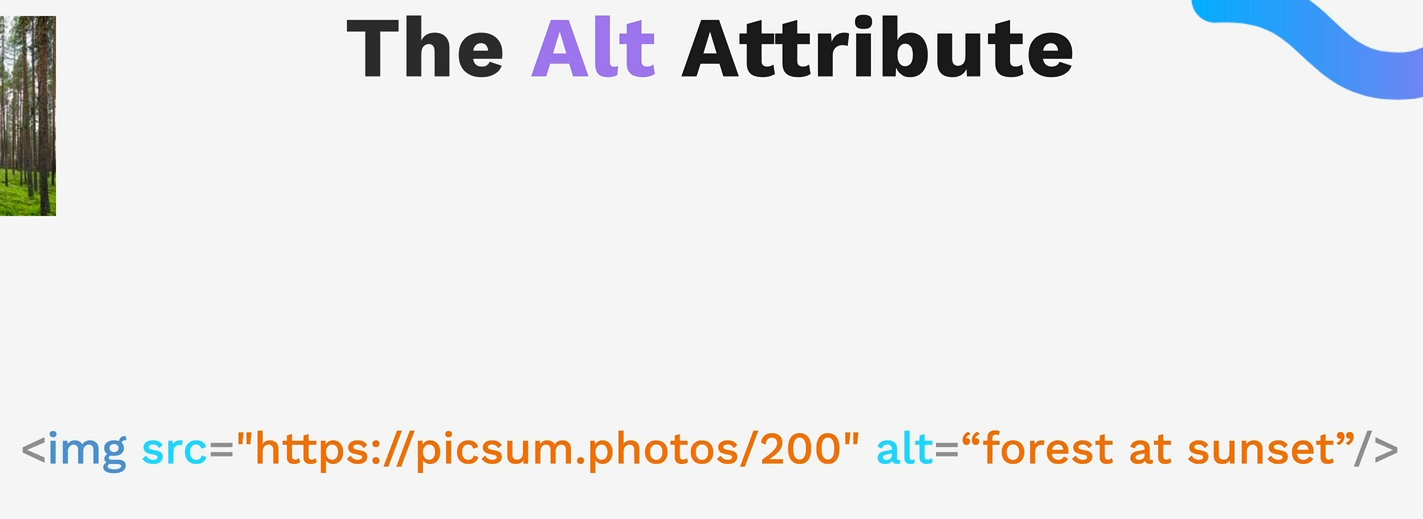 The Alt Attribute
<img src="https://picsum.photos/200" alt=“forest at sunset”/>